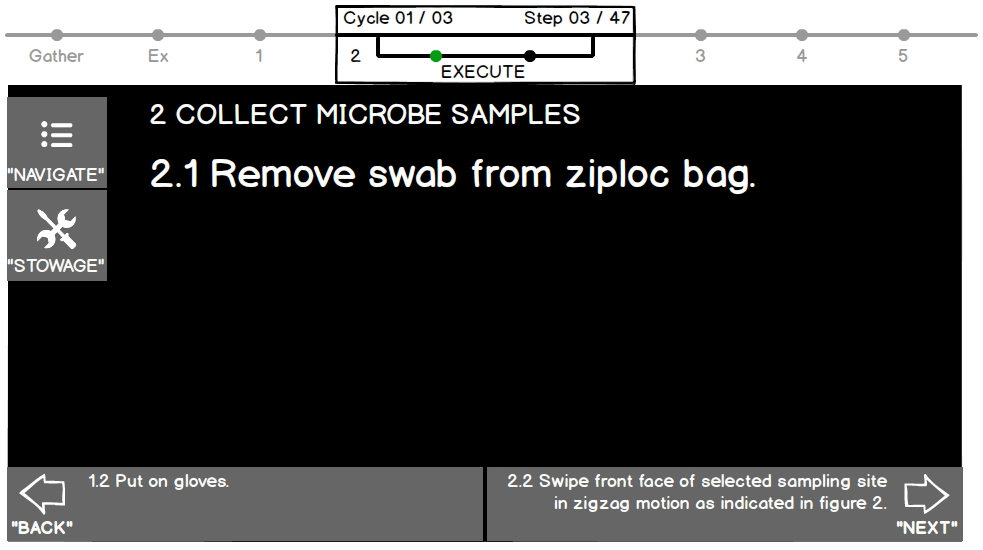 Cycle 01 / 03 Step 03 / 47
Gather Ex 1 2 3 4 5
EXECUTE
2 COLLECT MICROBE SAMPLES
2.1 Remove swab from ziploc bag.
"NAVIGATE"
"STOWAGE"
1.2 Put on gloves.
"BACK"
2.2 Swipe front face of selected sampling site
in zigzag motion as indicated in figure 2.
"NEXT"